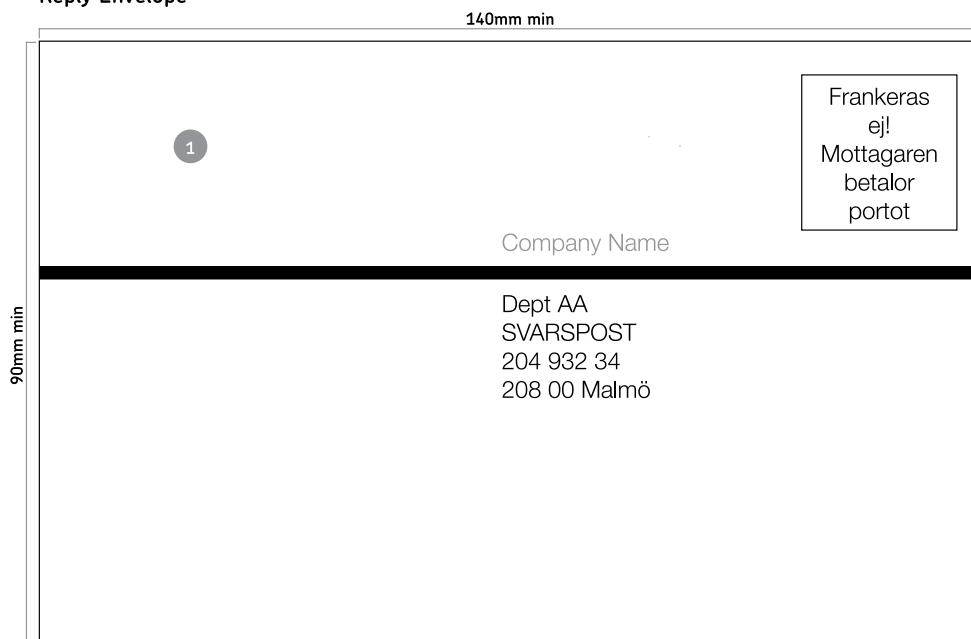 Reply Envelope
140mm min
Frankeras
ej!
Mottagaren
betalor
portot
1
Company Name
90mm min
Dept AA
SVARSPOST
204 932 34
208 00 Malmö